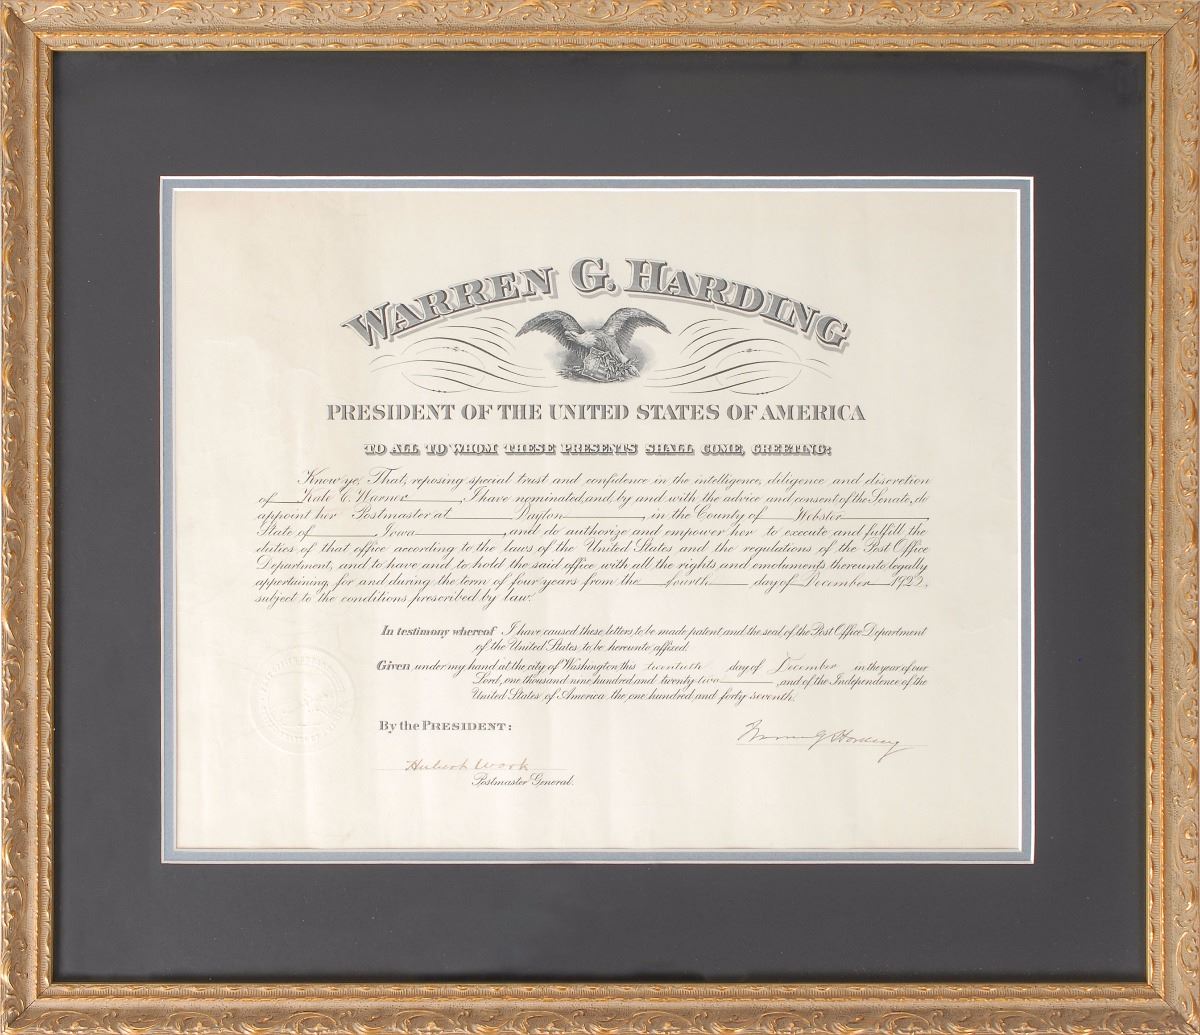 WARREN G. HARDING
PRESIDENT OF THE UNITED STATES OF AMERICA
TO ALL TO WHOM THESE PRESENTS SHALL COME, GREETING:
Know ye, That, reposing special trust and confidence in the intelligence, diligence and discretion
of Kate C. Warner, I have nominated, and, by and with the advice and consent of the Senate, do
appoint her Postmaster at Dayton, in the County of Webster,
State of Iowa, and do authorize and empower her to execute and fulfill the
duties of that office according to the laws of the United States and the regulations of the Post Office
Department, and to have and to hold the said office with all the rights and emoluments thereunto legally
appertaining, for and during the term of four years from the fourth day of December 1922,
subject to the conditions prescribed by law.
In testimony whereof I have caused these letters to be made patent and the seal of the Post Office Department
of the United States to be hereunto affixed.
Given under my hand at the city of Washington this twentieth day of December in the year of our
Lord, one thousand nine hundred and twenty two, and of the Independence of the
United States of America the one hundred and forty seventh.
By the PRESIDENT:
Warren G Harding
Hubert Work
Postmaster General.